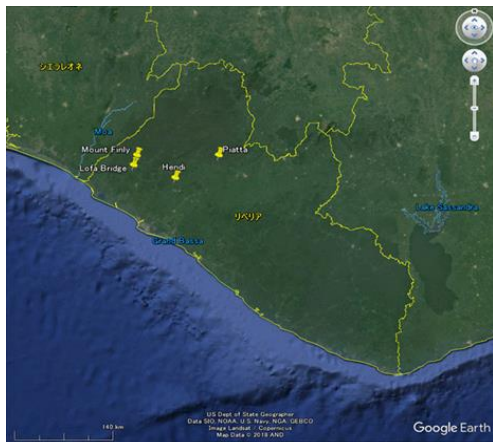 シエラレオネ
Moa
Mount Finly
Piatta
Lofa Bridge
Hendi
リベリア
Lake Sassandra
Grand Bassa
140 km
US Dept of State Geographer
Data SIO, NOAA, U.S. Navy, NGA, GEBCO
Image Landsat / Copernicus
Map Data © 2019 AND
Google Earth